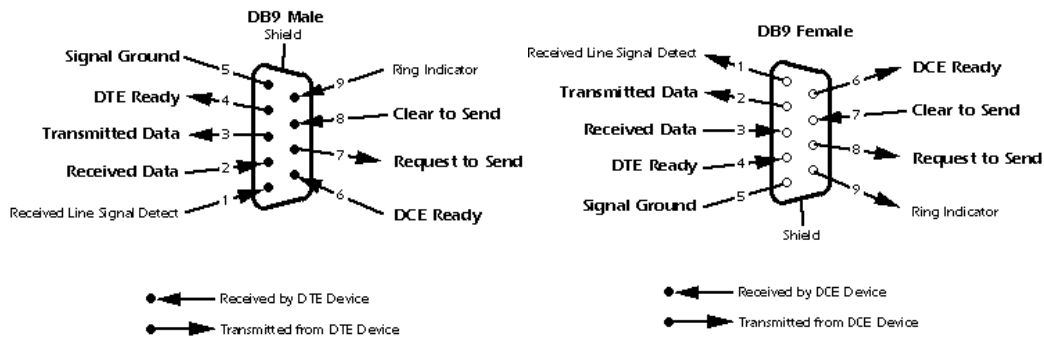 DB9 Male
Shield
Signal Ground
5
9
Ring Indicator
DTE Ready
4
8
Clear to Send
Transmitted Data
3
7
Request to Send
Received Data
2
6
DCE Ready
Received Line Signal Detect
1
Received by DTE Device
Transmitted from DTE Device
DB9 Female
Received Line Signal Detect
1
6
DCE Ready
Transmitted Data
2
7
Clear to Send
Received Data
3
8
Request to Send
DTE Ready
4
9
Ring Indicator
Signal Ground
5
Shield
Received by DCE Device
Transmitted from DCE Device